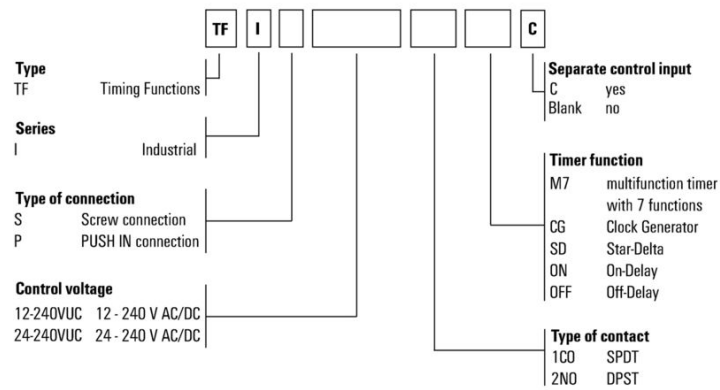 TF I C
Type
TF Timing Functions
Series
I Industrial
Type of connection
S Screw connection
P PUSH IN connection
Control voltage
12-240VUC 12 - 240 V AC/DC
24-240VUC 24 - 240 V AC/DC
Separate control input
C yes
Blank no
Timer function
M7 multifunction timer
with 7 functions
CG Clock Generator
SD Star-Delta
ON On-Delay
OFF Off-Delay
Type of contact
1CO SPDT
2NO DPST